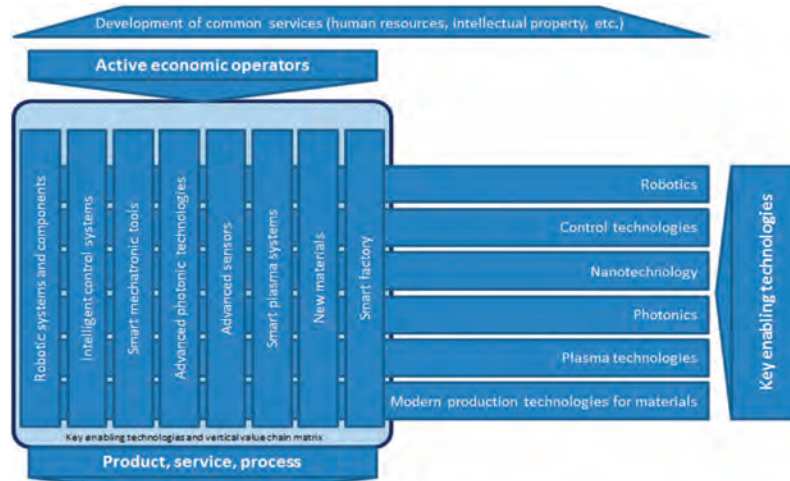 Development of common services (human resources, intellectual property, etc.)
Active economic operators
Robotic systems and components
Intelligent control systems
Smart mechatronic tools
Advanced photonic technologies
Advanced sensors
Smart plasma systems
New materials
Smart factory
Robotics
Control technologies
Nanotechnology
Photonics
Plasma technologies
Modern production technologies for materials
Key enabling technologies
Key enabling technologies and vertical value chain matrix
Product, service, process